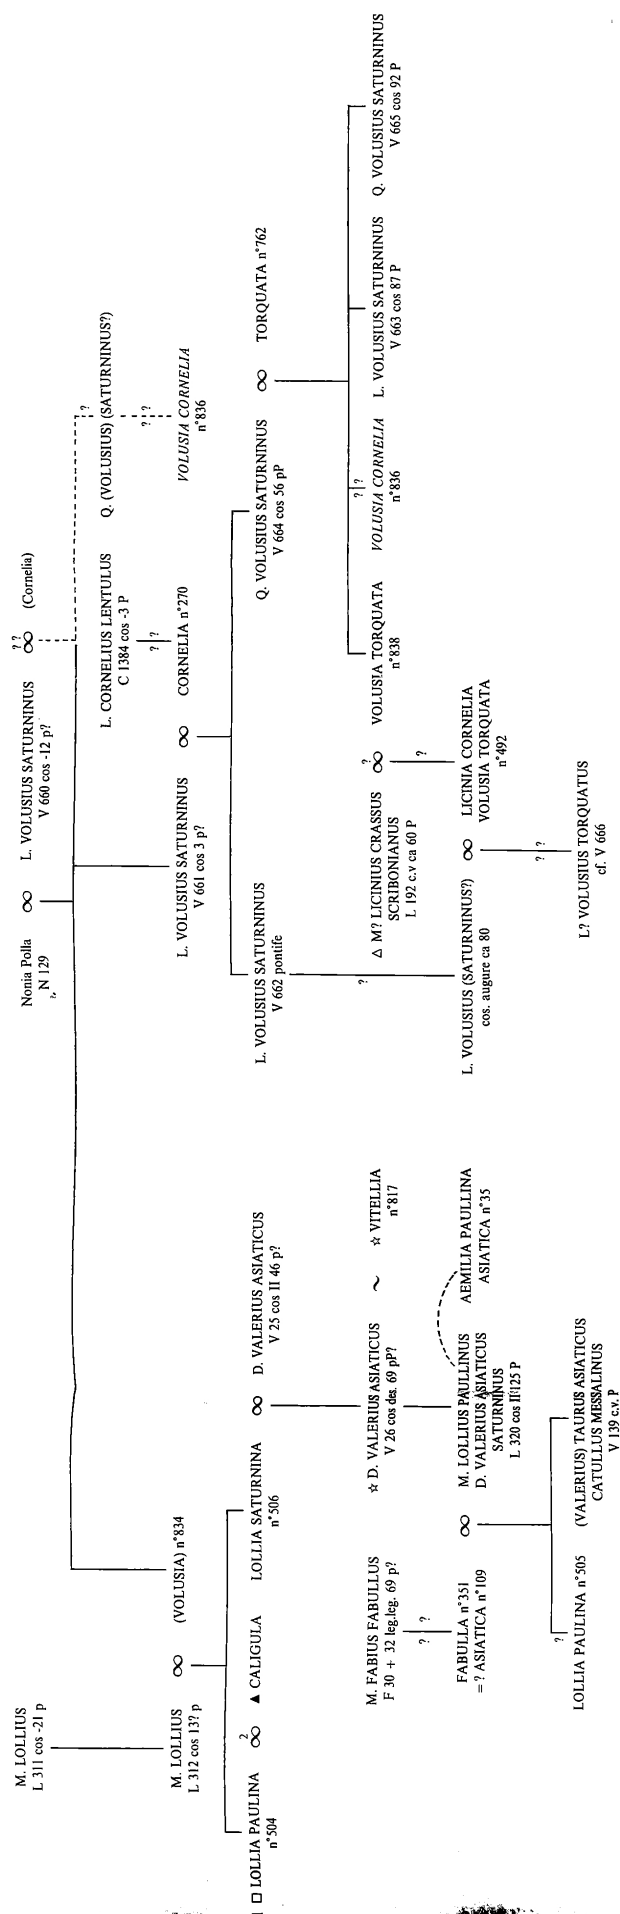 M. LOLLIUS
L 311 cos -21 p
Nonia Polla
?, N 129
∞
L. VOLUSIUS SATURNINUS
V 660 cos -12 p?
? ?
∞
(Cornelia)
L. CORNELIUS LENTULUS
C 1384 cos -3 P
?
Q. (VOLUSIUS) (SATURNINUS?)
M. LOLLIUS
L 312 cos 13? p
∞
(VOLUSIA) n°834
L. VOLUSIUS SATURNINUS
V 661 cos 3 p?
∞
? ?
CORNELIA n°270
? ?
VOLUSIA CORNELIA
n°836
□ LOLLIA PAULINA
n°504
2
∞
▲ CALIGULA
LOLLIA SATURNINA
n°506
∞
D. VALERIUS ASIATICUS
V 25 cos II 46 p?
L. VOLUSIUS SATURNINUS
V 662 pontife
Q. VOLUSIUS SATURNINUS
V 664 cos 56 pP
∞
TORQUATA n°762
M. FABIUS FABULLUS
F 30 + 32 leg.leg. 69 p?
☆ D. VALERIUS ASIATICUS
V 26 cos des. 69 pP?
~
☆ VITELLIA
n°817
?
△ M? LICINIUS CRASSUS
SCRIBONIANUS
L 192 c.v ca 60 P
?
∞
VOLUSIA TORQUATA
n°838
? ?
VOLUSIA CORNELIA
n°836
L. VOLUSIUS SATURNINUS
V 663 cos 87 P
Q. VOLUSIUS SATURNINUS
V 665 cos 92 P
? ?
FABULLA n°351
= ? ASIATICA n°109
∞
M. LOLLIUS PAULLINUS
D. VALERIUS ASIATICUS
SATURNINUS
L 320 cos II 125 P
AEMILIA PAULLINA
ASIATICA n°35
L. VOLUSIUS (SATURNINUS?)
cos. augure ca 80
∞
?
LICINIA CORNELIA
VOLUSIA TORQUATA
n°492
?
LOLLIA PAULINA n°505
(VALERIUS) TAURUS ASIATICUS
CATULLUS MESSALINUS
V 139 c.v. P
? ?
L? VOLUSIUS TORQUATUS
cf. V 666